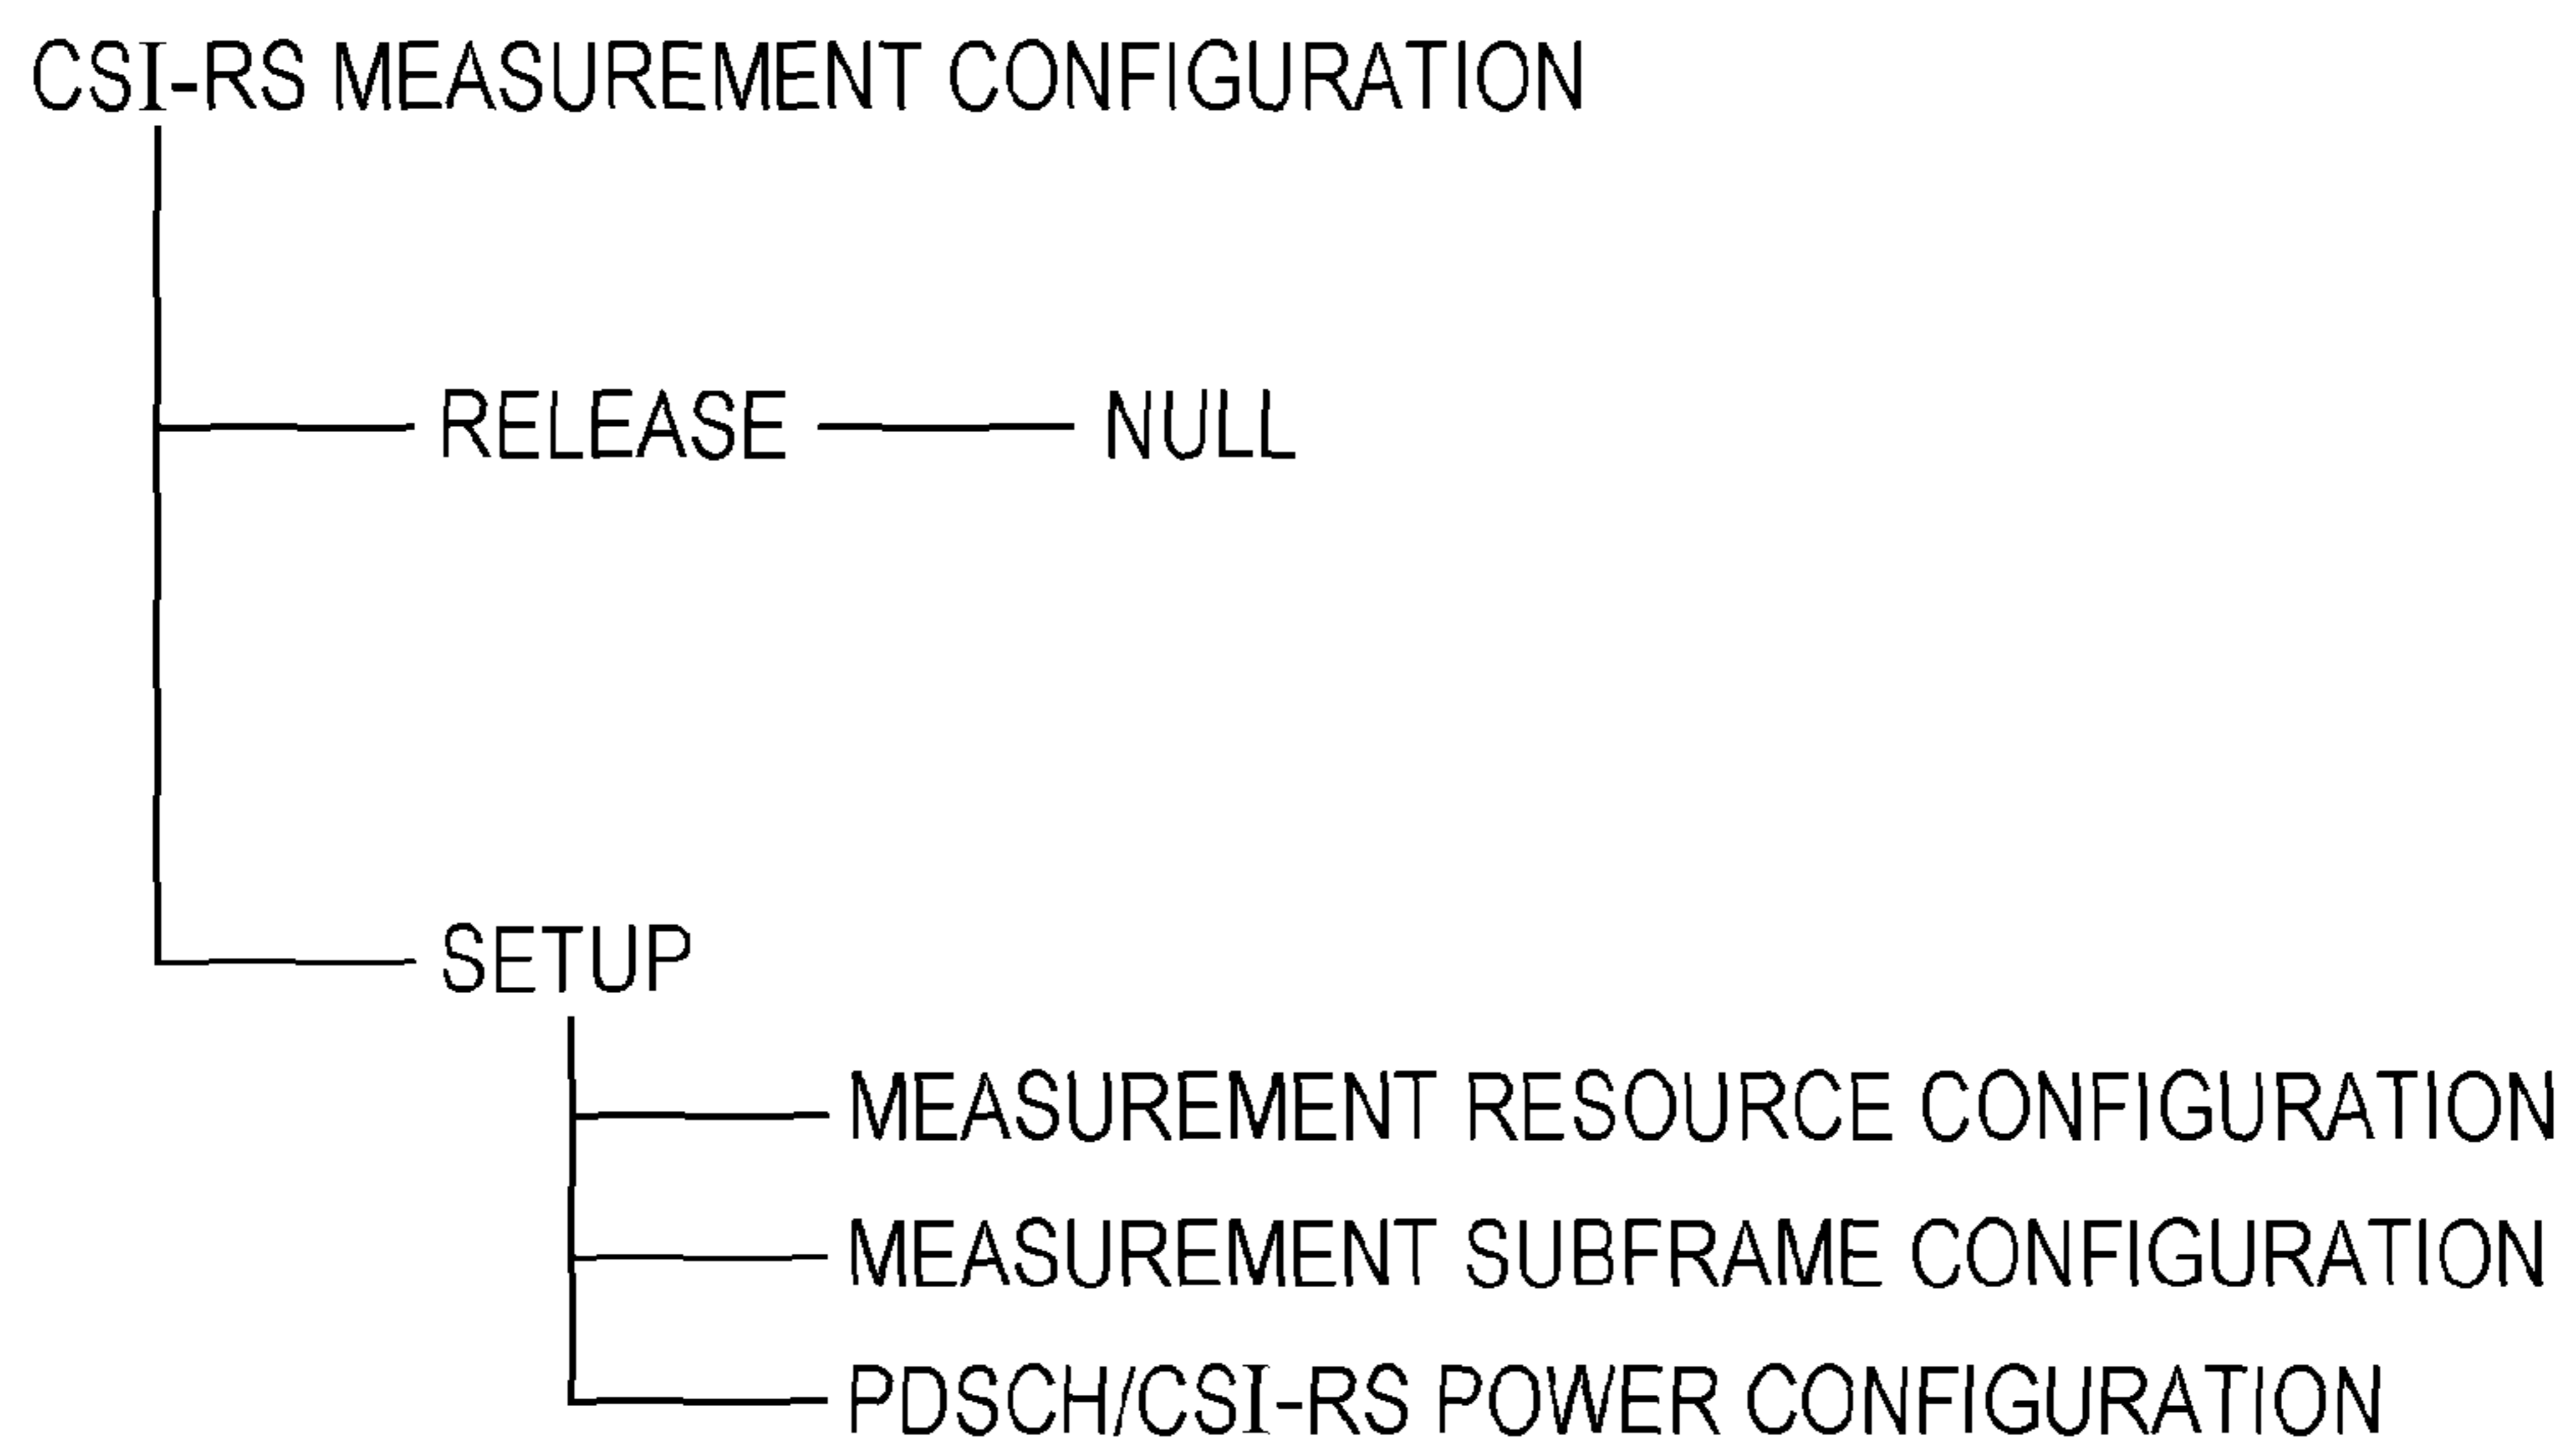 CSI-RS MEASUREMENT CONFIGURATION
RELEASE NULL
SETUP
MEASUREMENT RESOURCE CONFIGURATION
MEASUREMENT SUBFRAME CONFIGURATION
PDSCH/CSI-RS POWER CONFIGURATION